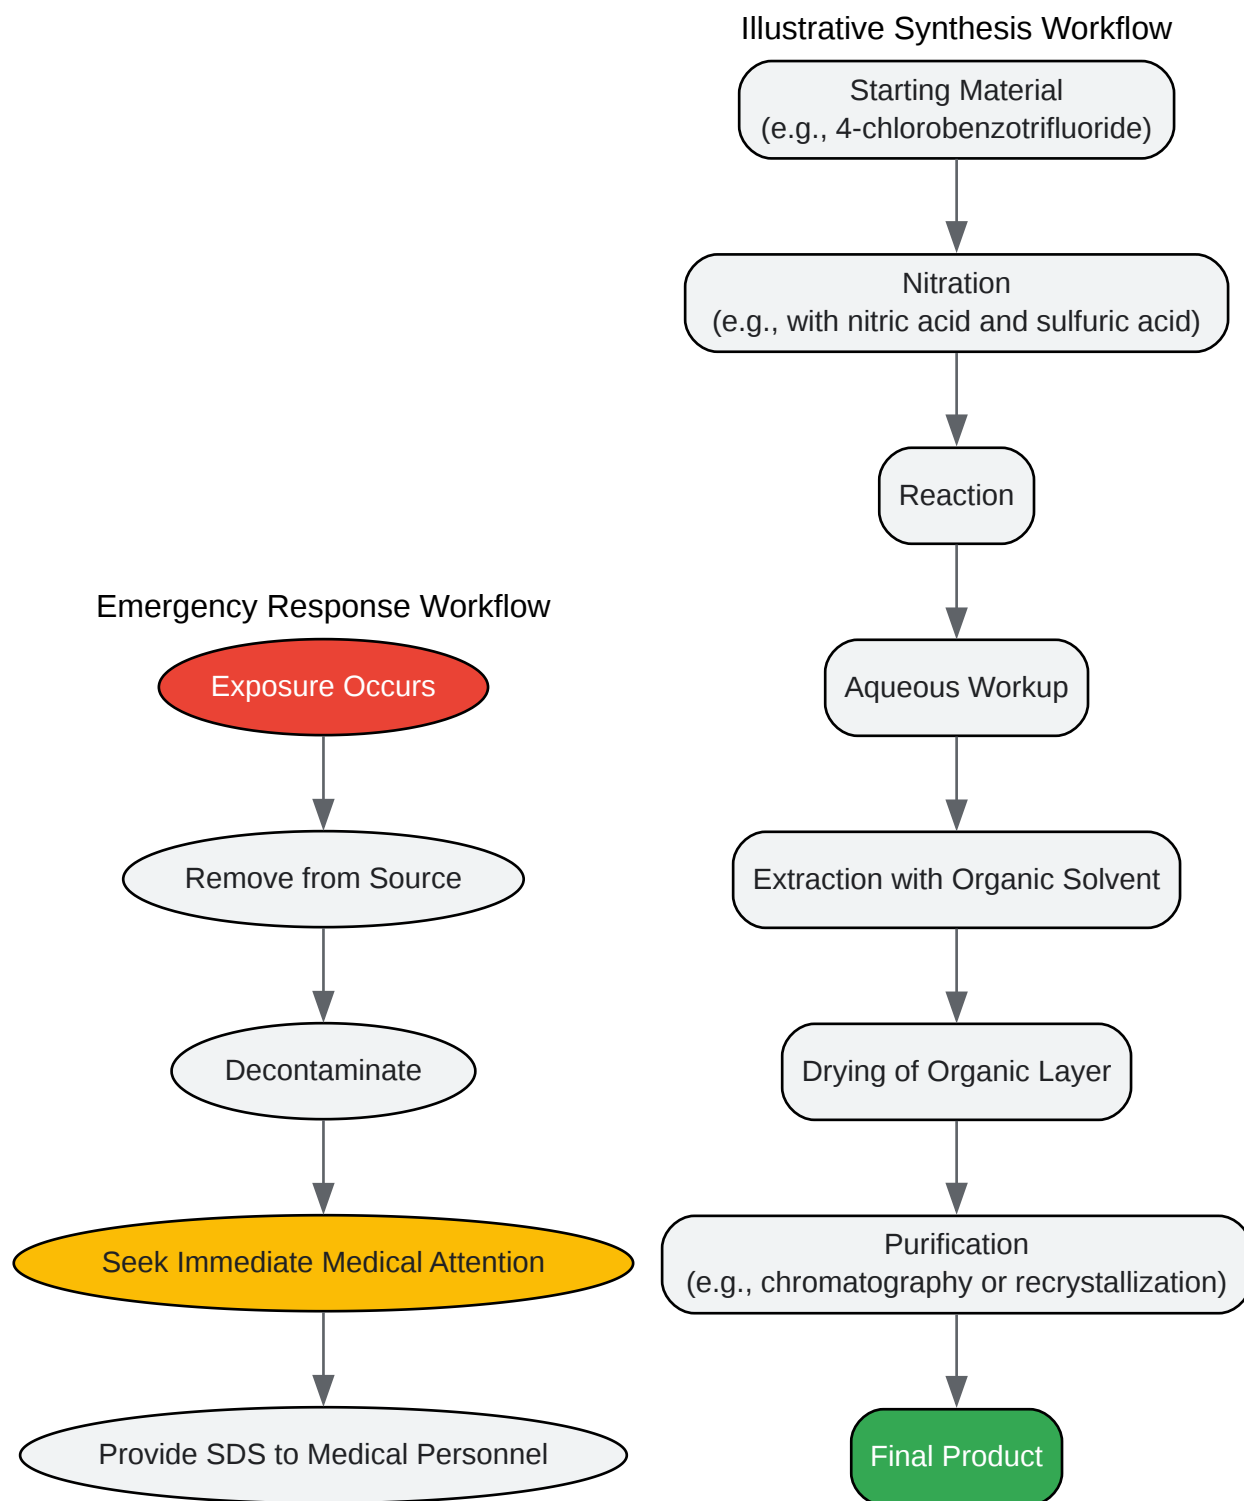 Illustrative Synthesis Workflow
Starting Material
(e.g., 4-chlorobenzotrifluoride)
Nitration
(e.g., with nitric acid and sulfuric acid)
Reaction
Aqueous Workup
Extraction with Organic Solvent
Drying of Organic Layer
Purification
(e.g., chromatography or recrystallization)
Final Product
Emergency Response Workflow
Exposure Occurs
Remove from Source
Decontaminate
Seek Immediate Medical Attention
Provide SDS to Medical Personnel